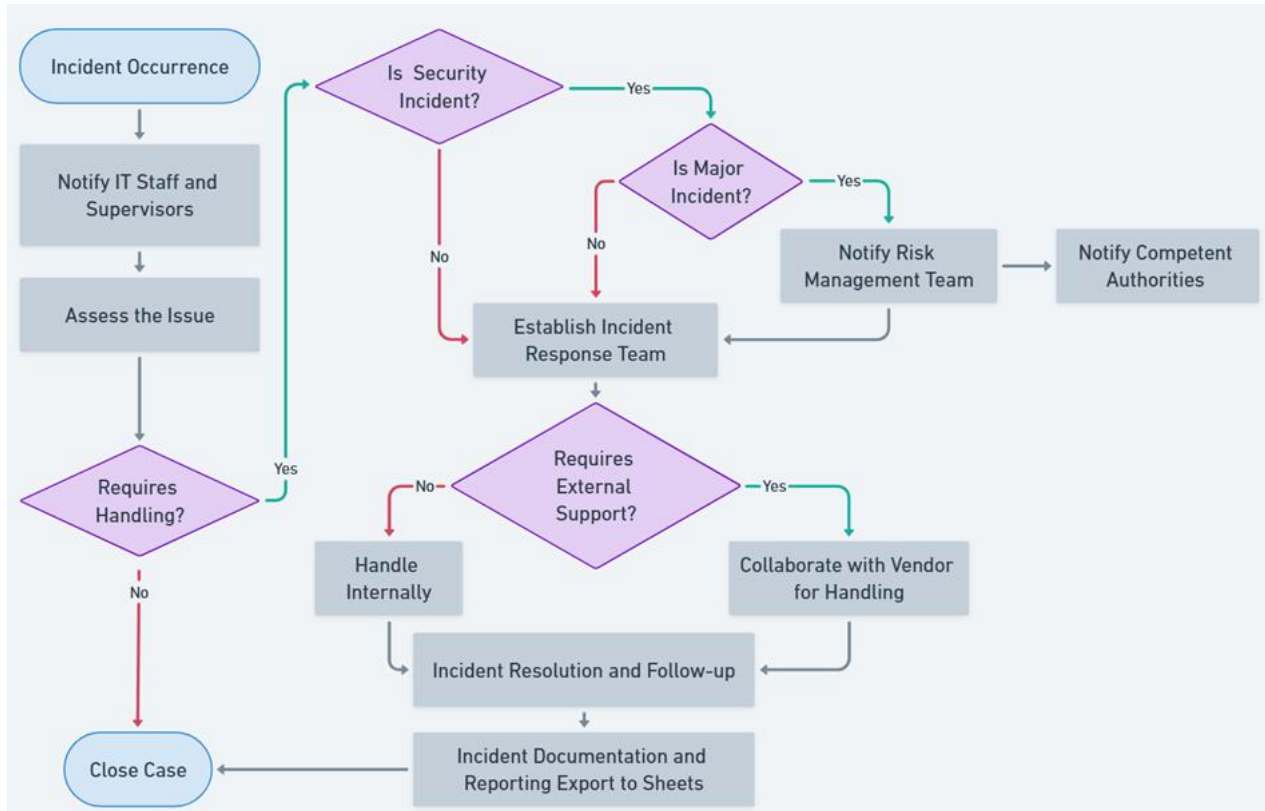 Incident Occurrence
Notify IT Staff and
Supervisors
Assess the Issue
Requires
Handling?
Yes
No
Is Security
Incident?
Yes
No
Is Major
Incident?
Yes
No
Notify Risk
Management Team
Notify Competent
Authorities
Establish Incident
Response Team
Requires
External
Support?
No
Yes
Handle
Internally
Collaborate with Vendor
for Handling
Incident Resolution and Follow-up
Incident Documentation and
Reporting Export to Sheets
Close Case